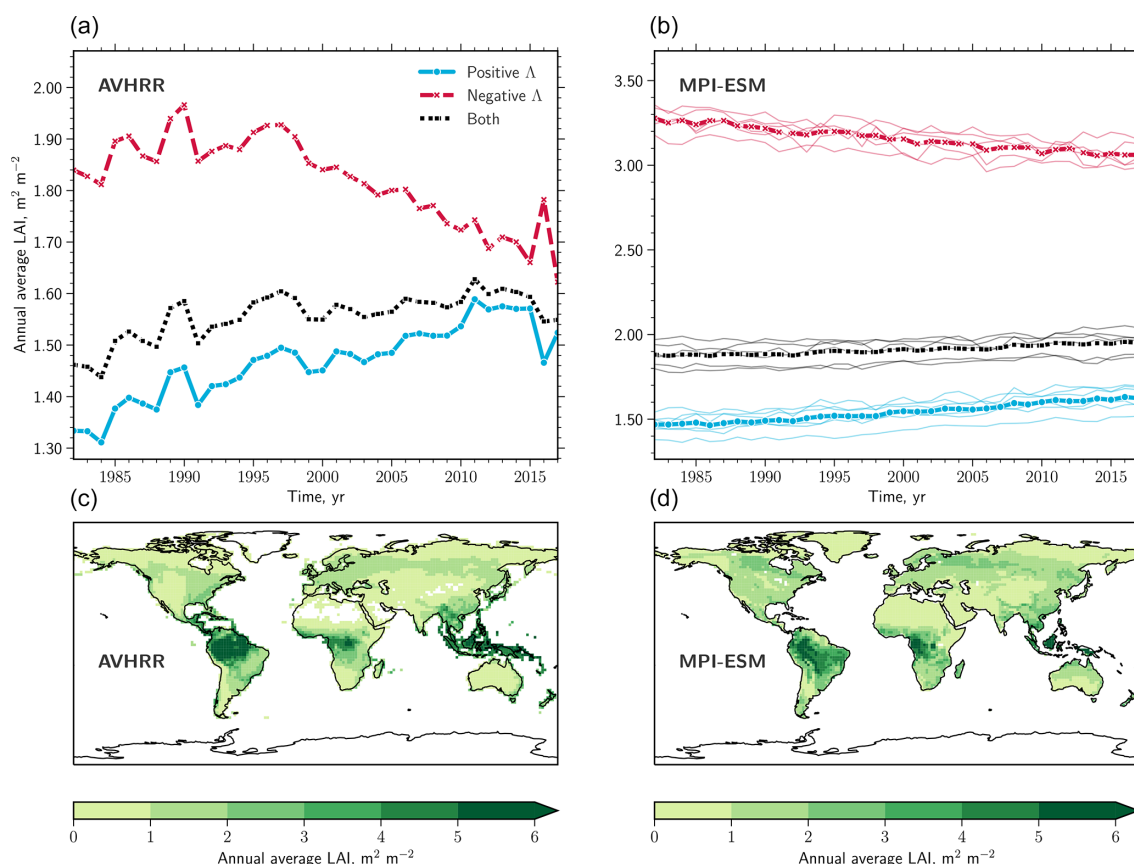 (a)
AVHRR
Positive Λ
Negative Λ
Both
2.00
1.90
1.80
1.70
1.60
1.50
1.40
1.30
Annual average LAI, m² m⁻²
1985
1990
1995
2000
2005
2010
2015
Time, yr
(b)
MPI-ESM
3.50
3.00
2.50
2.00
1.50
1985
1990
1995
2000
2005
2010
2015
Time, yr
(c)
AVHRR
0
1
2
3
4
5
6
Annual average LAI, m² m⁻²
(d)
MPI-ESM
0
1
2
3
4
5
6
Annual average LAI, m² m⁻²